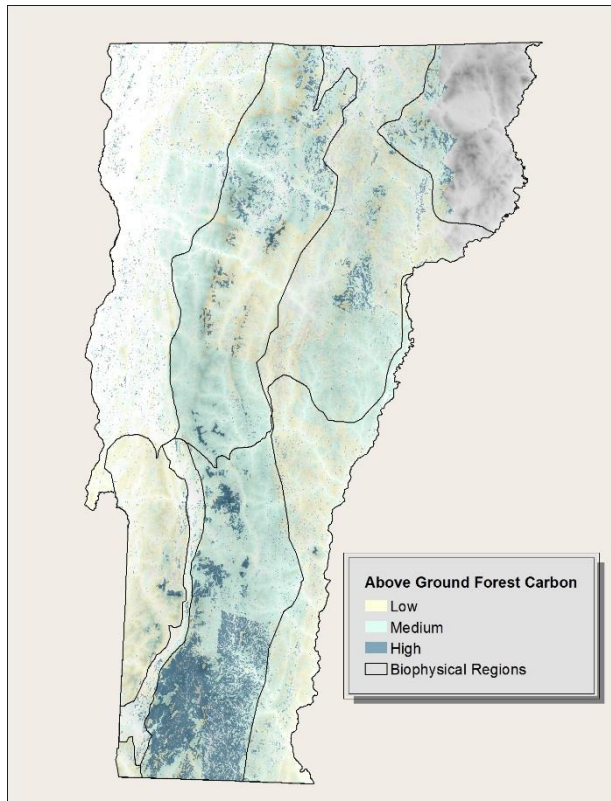 Above Ground Forest Carbon
Low
Medium
High
Biophysical Regions